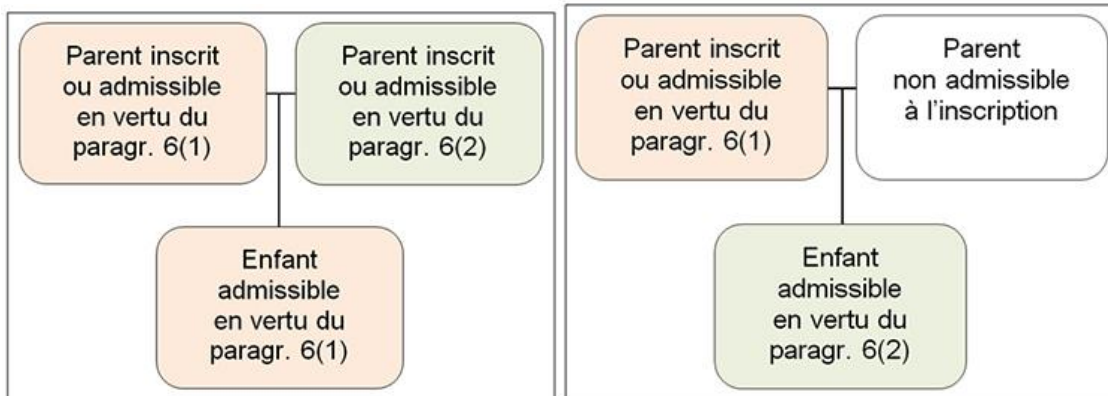 Parent inscrit
ou admissible
en vertu du
paragr. 6(1)
Parent inscrit
ou admissible
en vertu du
paragr. 6(2)
Enfant
admissible
en vertu du
paragr. 6(1)
Parent inscrit
ou admissible
en vertu du
paragr. 6(1)
Parent
non admissible
à l'inscription
Enfant
admissible
en vertu du
paragr. 6(2)